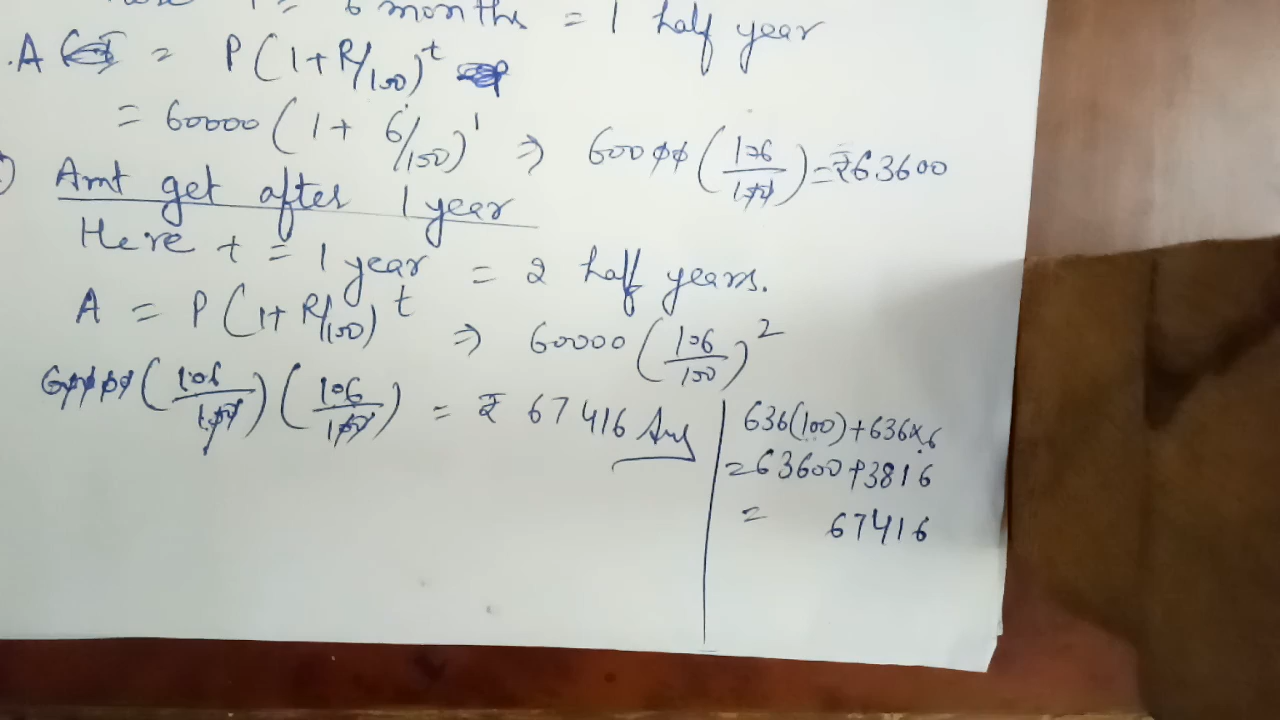 t = 6 months = 1 half year
.A = P(1+R/100)^t
= 60000 (1 + 6/100)^1 ⇒ 60000 (106/100) = ₹63600
) Amt get after 1 year
Here t = 1 year = 2 half years.
A = P(1+R/100)^t ⇒ 60000 (106/100)^2
60000 (106/100) (106/100) = ₹ 67416 Ans
636(100)+636x6
=63600+3816
= 67416